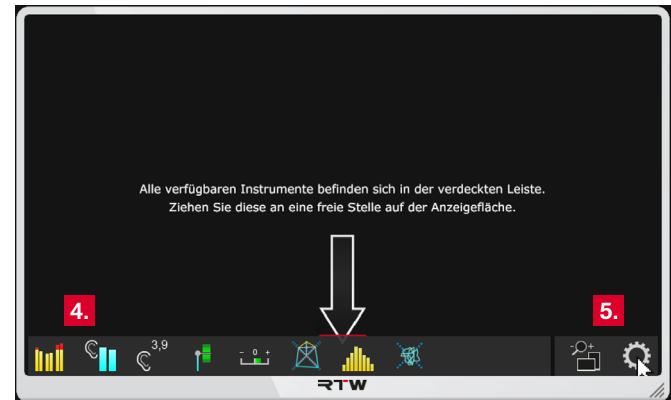 Alle verfügbaren Instrumente befinden sich in der verdeckten Leiste.
Ziehen Sie diese an eine freie Stelle auf der Anzeigefläche.
4.
5.
3,9
- 0 +
- +
RTW